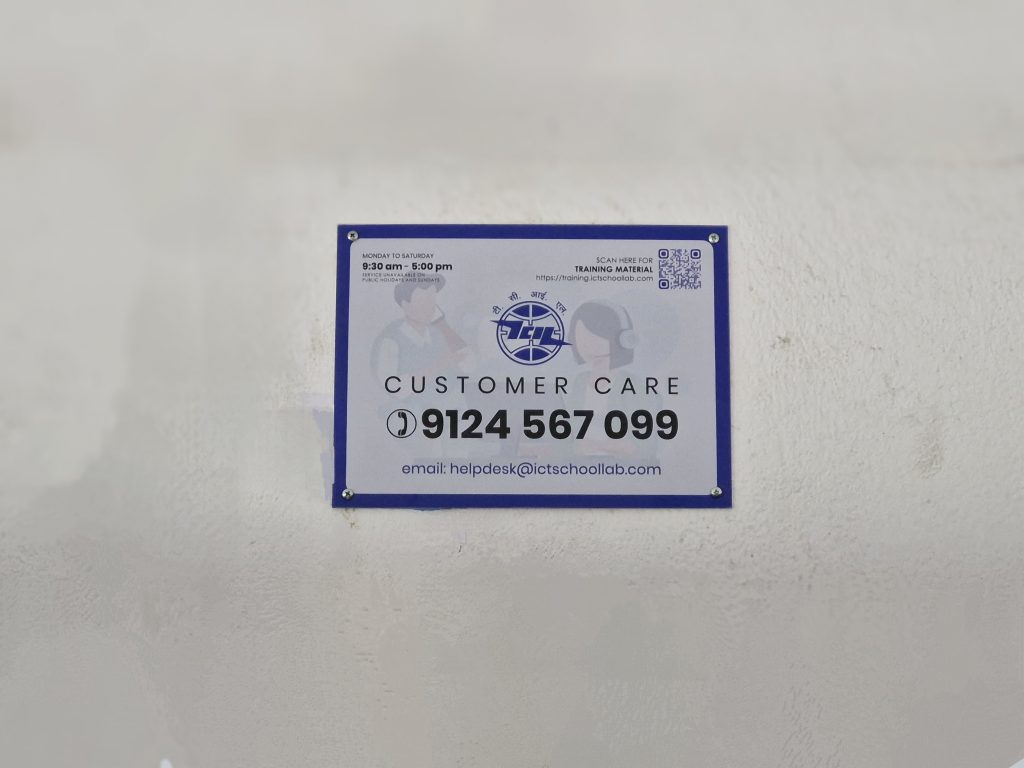 MONDAY TO SATURDAY
9:30 am - 5:00 pm
SERVICE UNAVAILABLE ON
PUBLIC HOLIDAYS AND SUNDAYS
SCAN HERE FOR
TRAINING MATERIAL
https://training.ictschoollab.com
टी. सी. आई. एल.
TCIL
CUSTOMER CARE
9124 567 099
email: helpdesk@ictschoollab.com